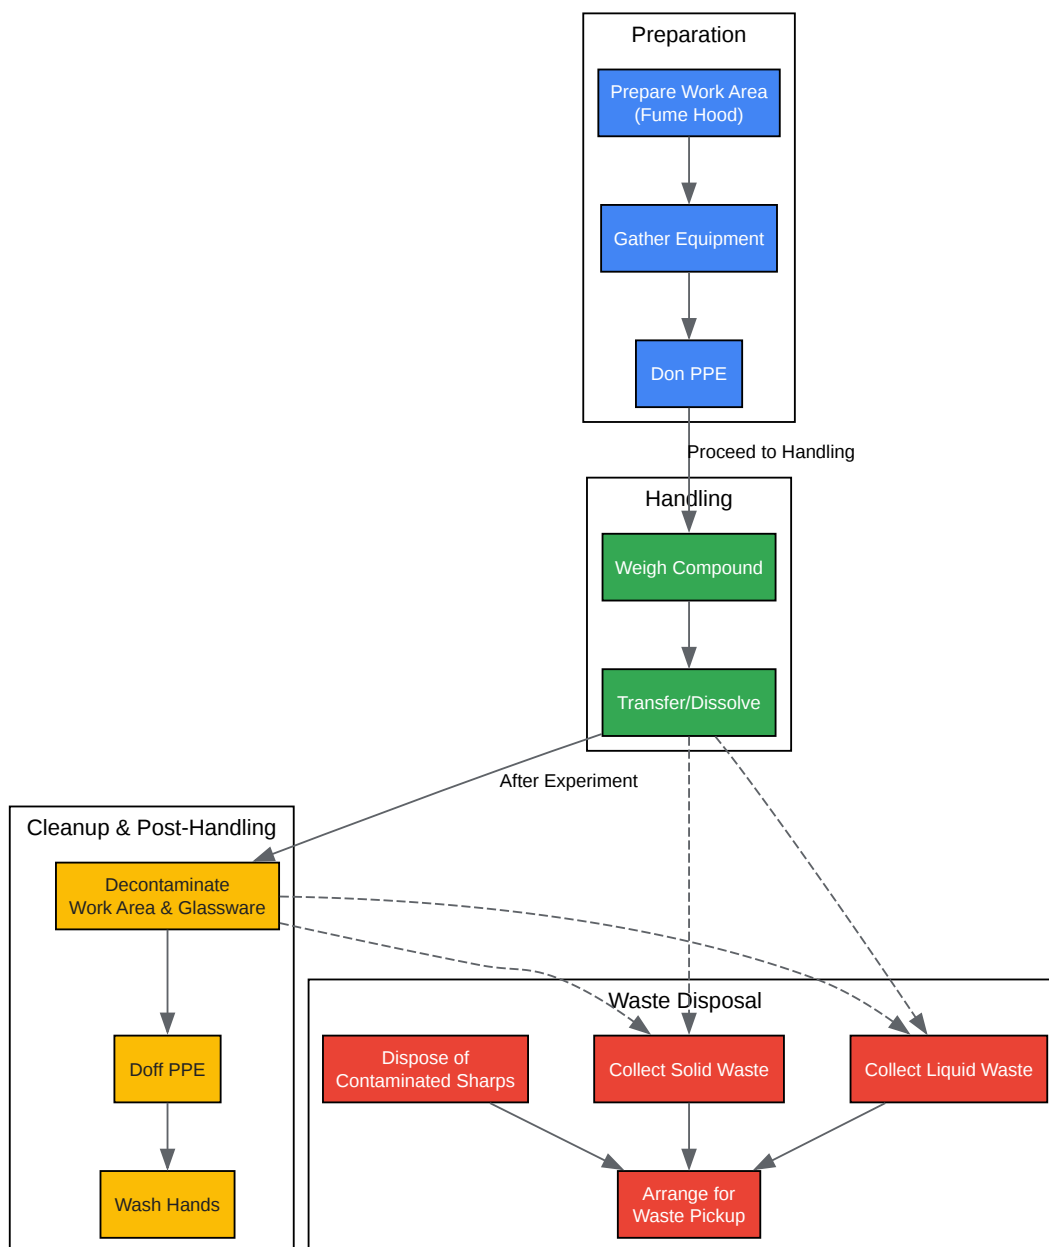 Preparation
Prepare Work Area
(Fume Hood)
Gather Equipment
Don PPE
Proceed to Handling
Handling
Weigh Compound
Transfer/Dissolve
After Experiment
Cleanup & Post-Handling
Decontaminate
Work Area & Glassware
Doff PPE
Wash Hands
Waste Disposal
Dispose of
Contaminated Sharps
Collect Solid Waste
Collect Liquid Waste
Arrange for
Waste Pickup